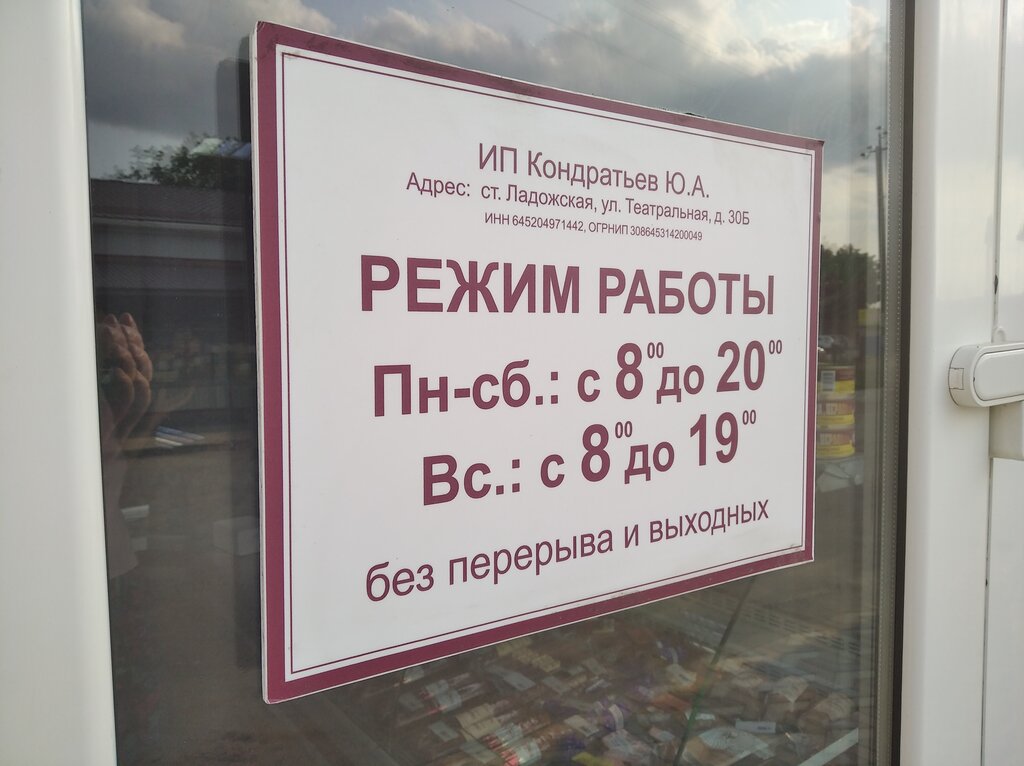 ИП Кондратьев Ю.А.
Адрес: ст. Ладожская, ул. Театральная, д. 30Б
ИНН 645204971442, ОГРНИП 308645314200049
РЕЖИМ РАБОТЫ
Пн-сб.: с 8⁰⁰ до 20⁰⁰
Вс.: с 8⁰⁰ до 19⁰⁰
без перерыва и выходных